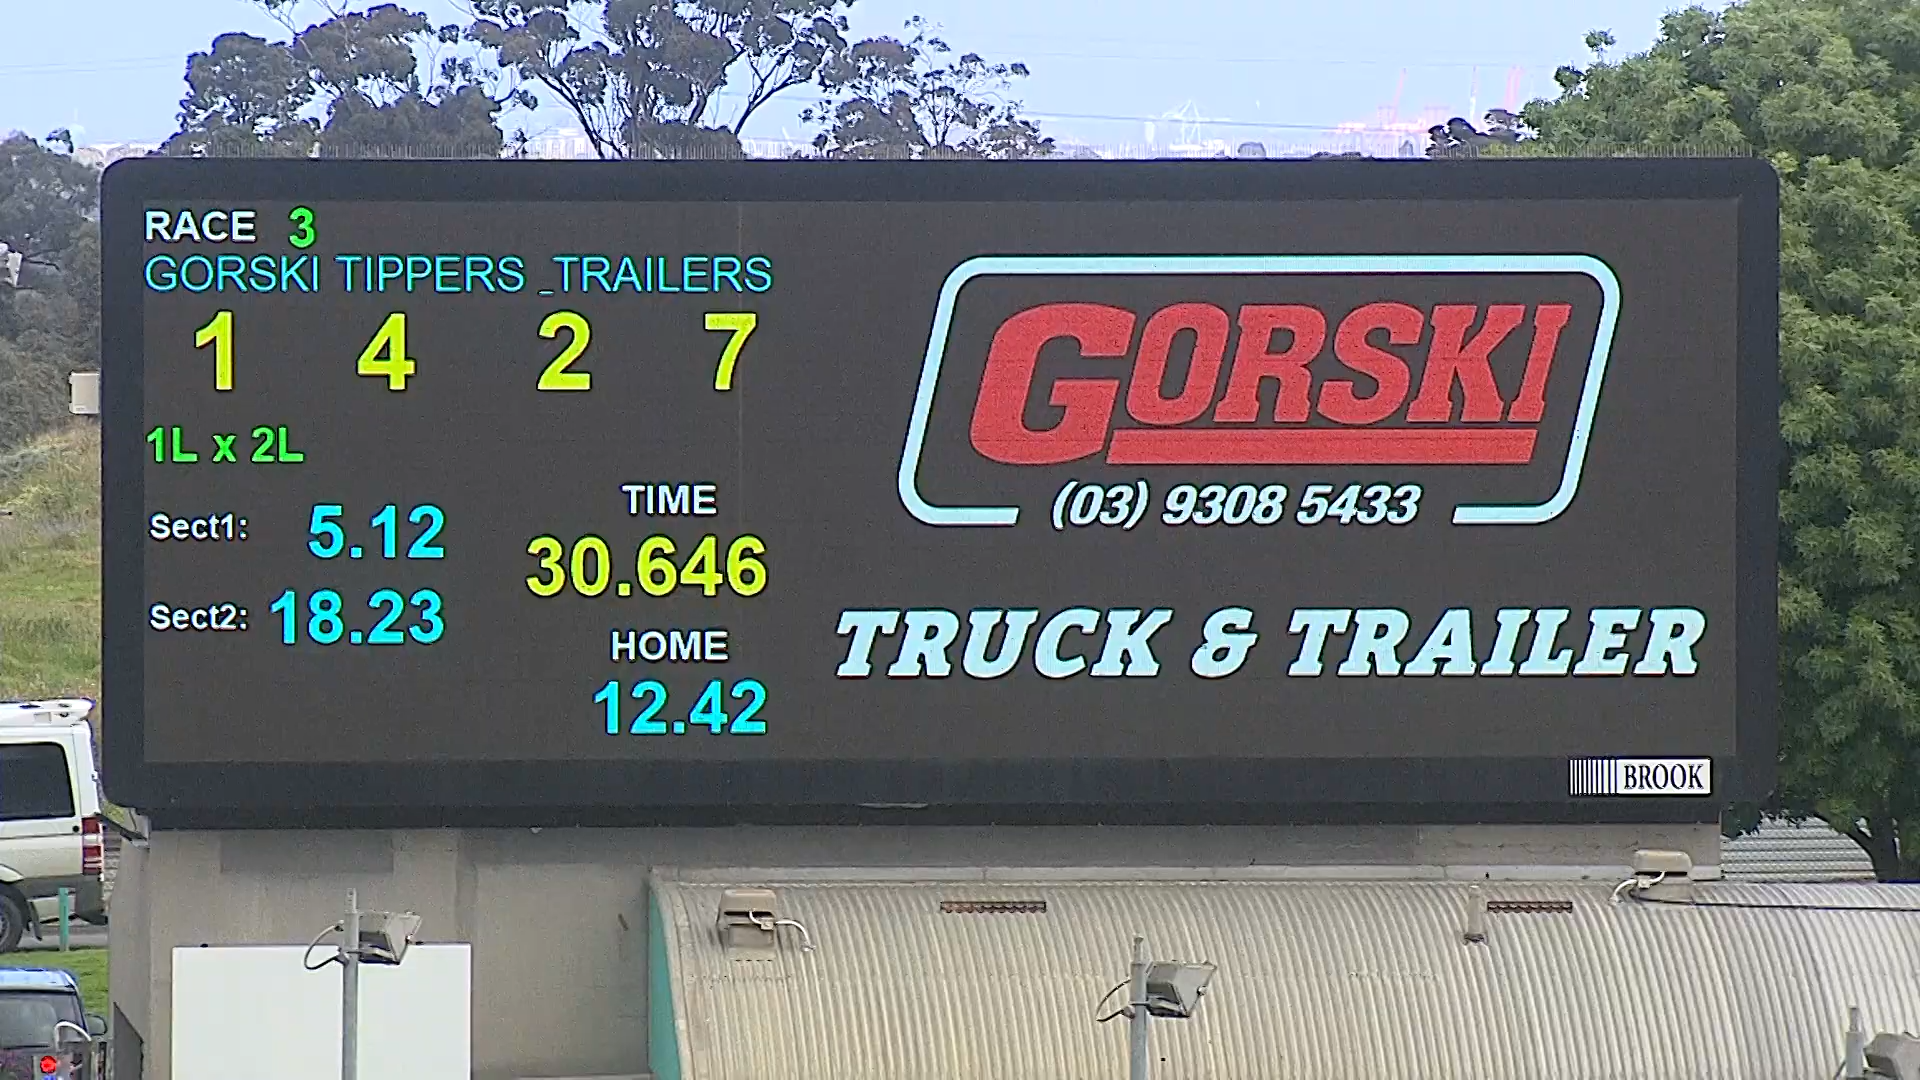 RACE 3
GORSKI TIPPERS _TRAILERS
1 4 2 7
1L x 2L
Sect1: 5.12
Sect2: 18.23
TIME
30.646
HOME
12.42
GORSKI
(03) 9308 5433
TRUCK & TRAILER
BROOK